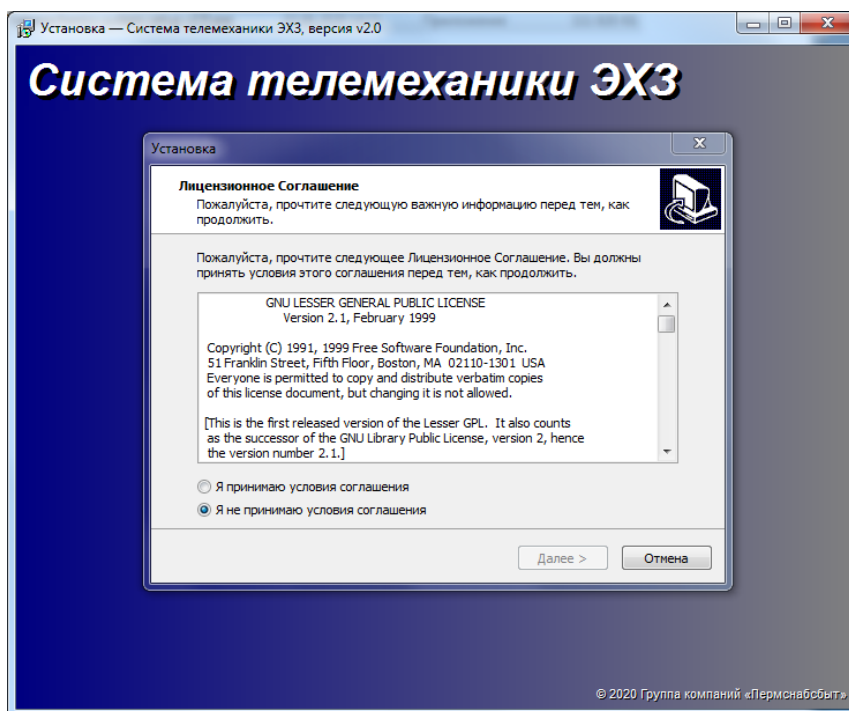 Установка — Система телемеханики ЭХЗ, версия v2.0
Система телемеханики ЭХЗ
Установка
Лицензионное Соглашение
Пожалуйста, прочтите следующую важную информацию перед тем, как
продолжить.
Пожалуйста, прочтите следующее Лицензионное Соглашение. Вы должны
принять условия этого соглашения перед тем, как продолжить.
GNU LESSER GENERAL PUBLIC LICENSE
Version 2.1, February 1999
Copyright (C) 1991, 1999 Free Software Foundation, Inc.
51 Franklin Street, Fifth Floor, Boston, MA  02110-1301  USA
Everyone is permitted to copy and distribute verbatim copies
of this license document, but changing it is not allowed.
[This is the first released version of the Lesser GPL.  It also counts
as the successor of the GNU Library Public License, version 2, hence
the version number 2.1.]
Я принимаю условия соглашения
Я не принимаю условия соглашения
Далее >
Отмена
© 2020 Группа компаний «Пермснабсбыт»